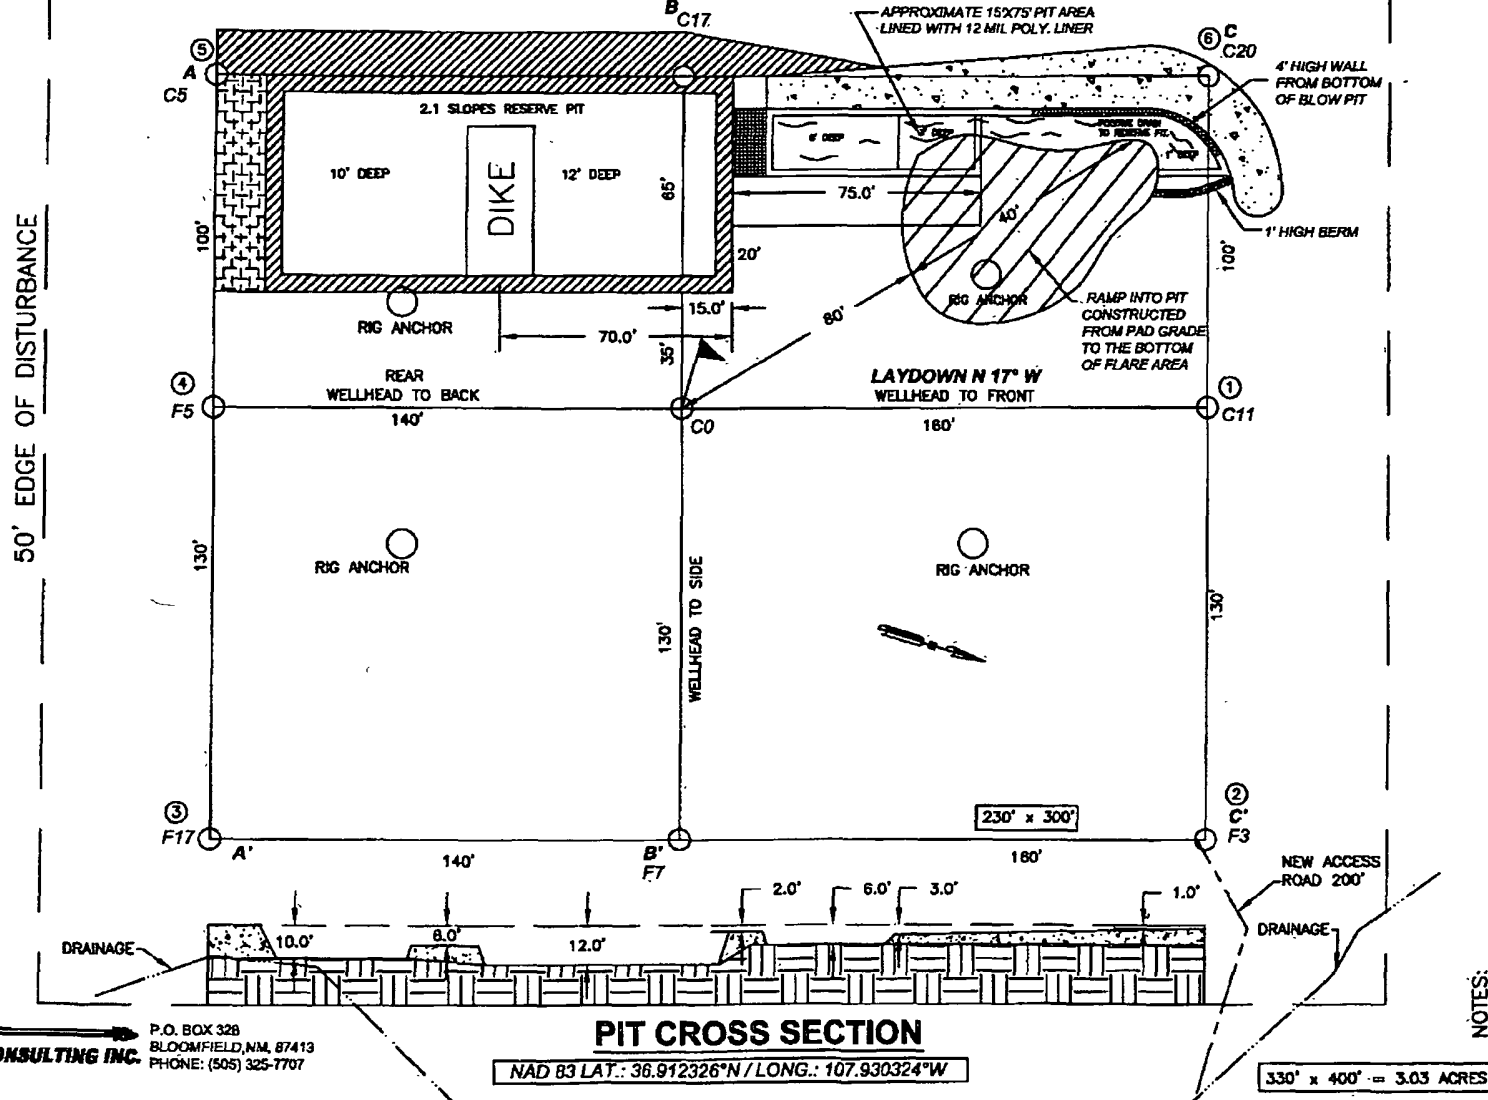 B
C17
APPROXIMATE 15'X75' PIT AREA
LINED WITH 12 MIL POLY. LINER
5
A
C5
6
C
C20
4' HIGH WALL
FROM BOTTOM
OF BLOW PIT
2.1 SLOPES RESERVE PIT
10' DEEP
DIKE
12' DEEP
65'
POSITIVE DRAIN
TO RESERVE PIT.
75.0'
40'
100'
20'
1' HIGH BERM
100'
RIG ANCHOR
RIG ANCHOR
15.0'
70.0'
35'
80'
RAMP INTO PIT
CONSTRUCTED
FROM PAD GRADE
TO THE BOTTOM
OF FLARE AREA
50' EDGE OF DISTURBANCE
4
F5
REAR
WELLHEAD TO BACK
140'
C0
LAYDOWN N 17° W
WELLHEAD TO FRONT
160'
1
C11
130'
RIG ANCHOR
RIG ANCHOR
130'
WELLHEAD TO SIDE
130'
3
F17
A'
140'
B'
F7
230' x 300'
160'
2
C'
F3
NEW ACCESS
ROAD 200'
DRAINAGE
2.0'
6.0'
3.0'
1.0'
DRAINAGE
10.0'
12.0'
NOTES:
ONSULTING INC.
P.O. BOX 328
BLOOMFIELD,NM, 87413
PHONE: (505) 325-7707
PIT CROSS SECTION
NAD 83 LAT.: 36.912326°N / LONG.: 107.930324°W
330' x 400' = 3.03 ACRES